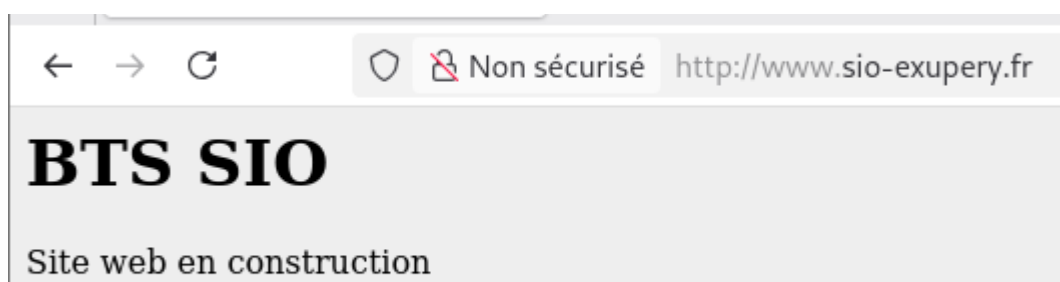 Non sécurisé http://www.sio-exupery.fr
BTS SIO
Site web en construction